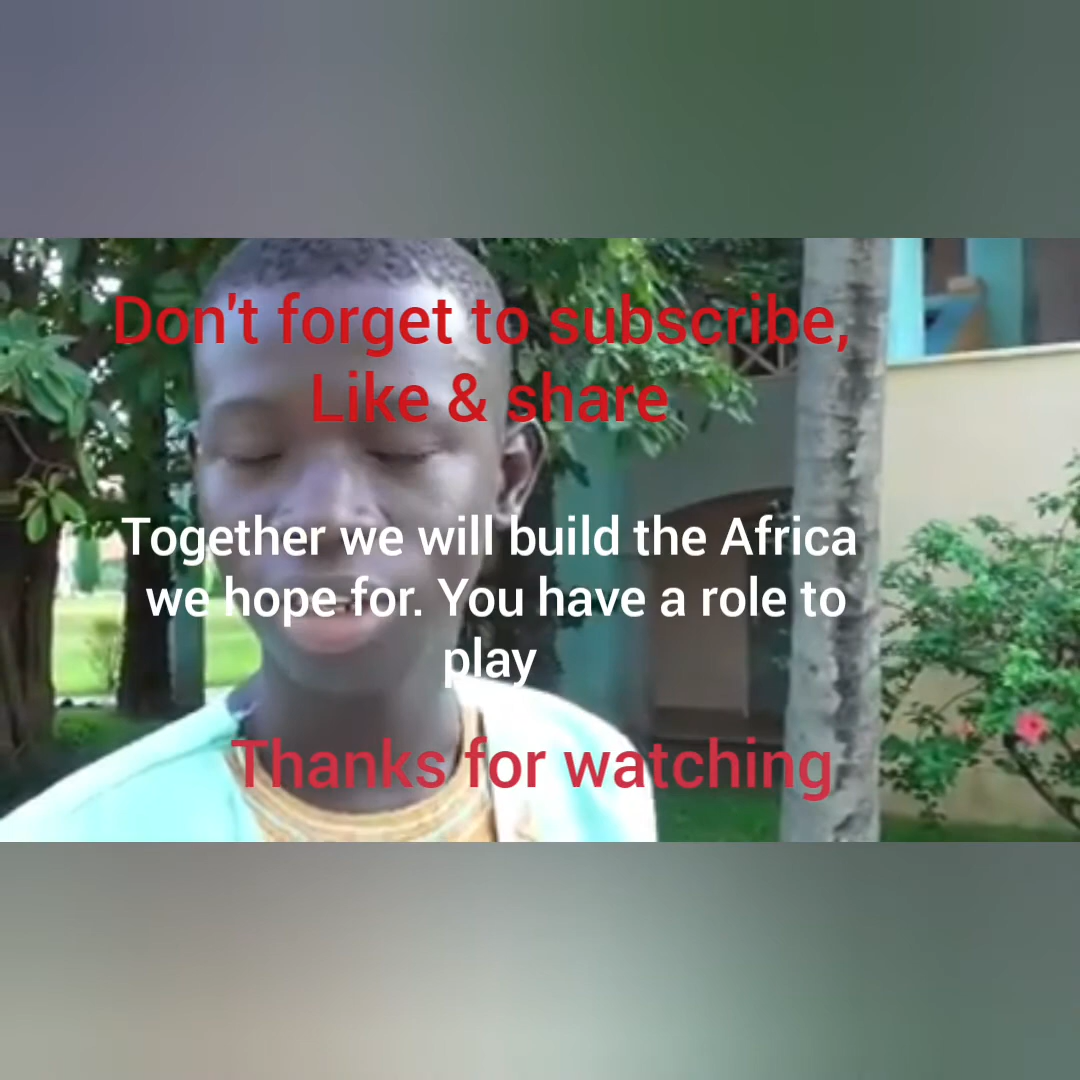 Don't forget to subscribe,
Like & share
Together we will build the Africa
we hope for. You have a role to
play
Thanks for watching